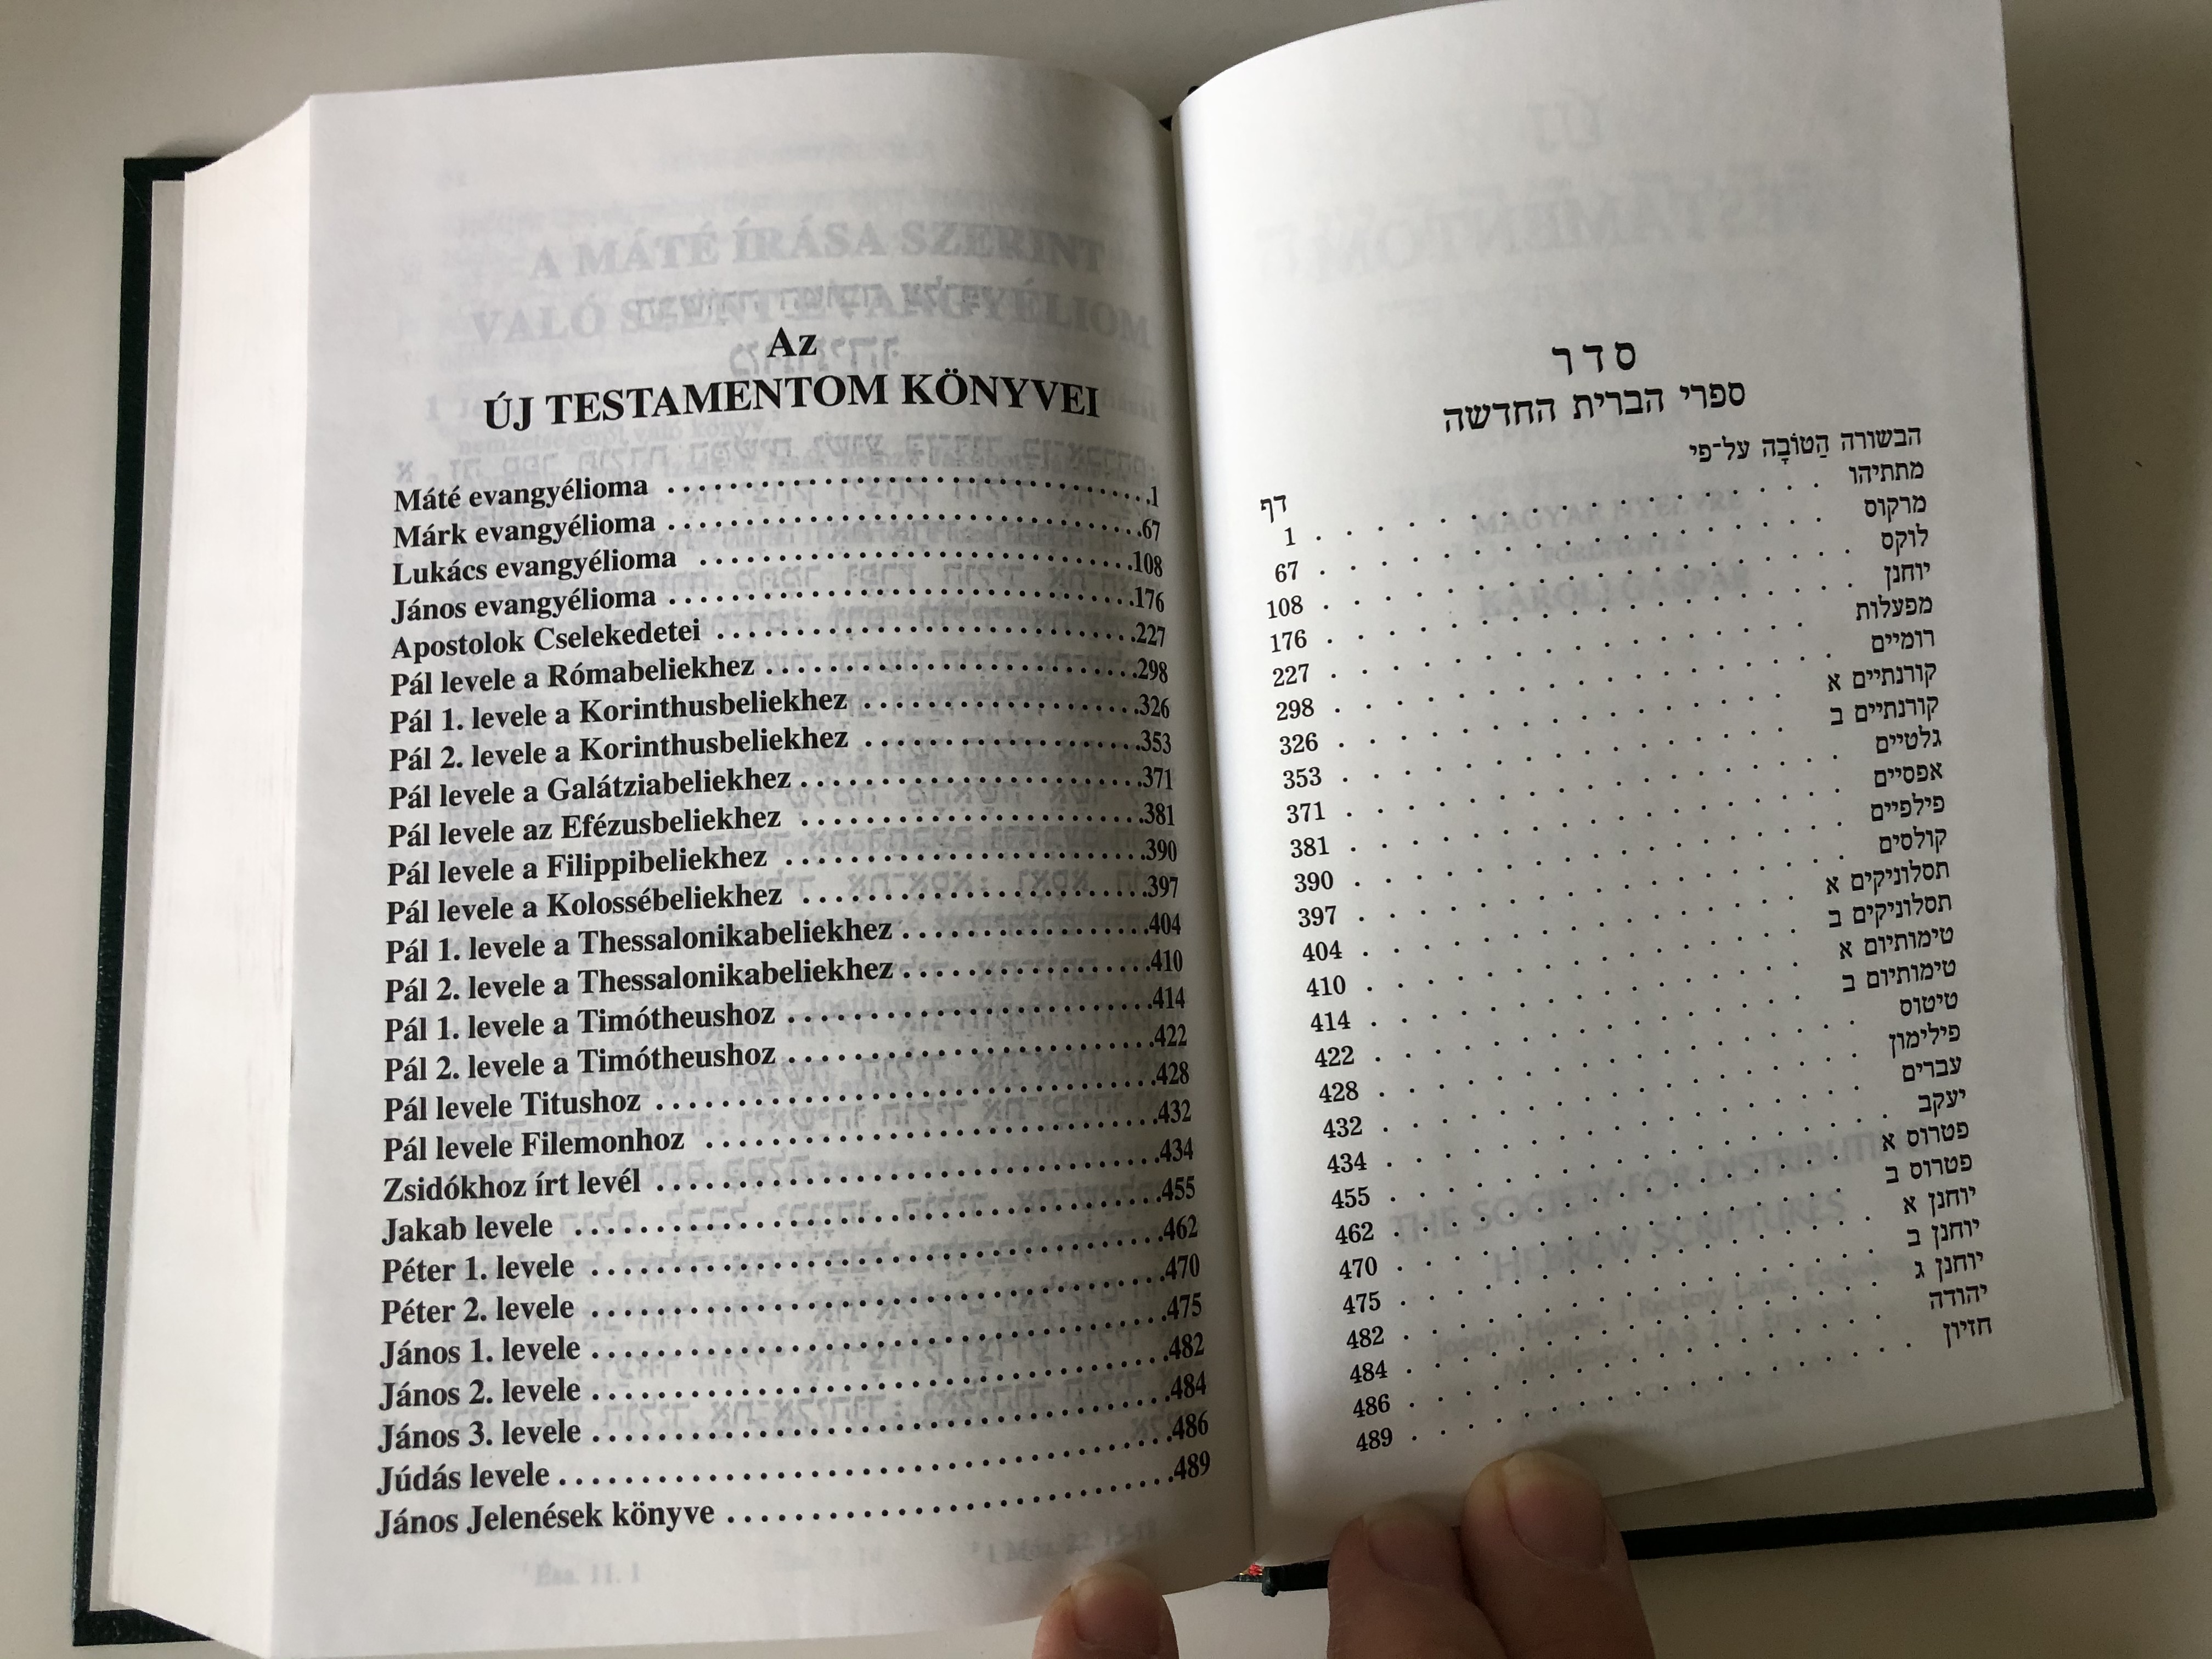 Az
ÚJ TESTAMENTOM KÖNYVEI
Máté evangyélioma ........ 1
Márk evangyélioma ........ 67
Lukács evangyélioma ........ 108
János evangyélioma ........ 176
Apostolok Cselekedetei ........ 227
Pál levele a Rómabeliekhez ........ 298
Pál 1. levele a Korinthusbeliekhez ........ 326
Pál 2. levele a Korinthusbeliekhez ........ 353
Pál levele a Galátziabeliekhez ........ 371
Pál levele az Efézusbeliekhez ........ 381
Pál levele a Filippibeliekhez ........ 390
Pál levele a Kolossébeliekhez ........ 397
Pál 1. levele a Thessalonikabeliekhez ........ 404
Pál 2. levele a Thessalonikabeliekhez ........ 410
Pál 1. levele a Timótheushoz ........ 414
Pál 2. levele a Timótheushoz ........ 422
Pál levele Titushoz ........ 428
Pál levele Filemonhoz ........ 432
Zsidókhoz írt levél ........ 434
Jakab levele ........ 455
Péter 1. levele ........ 462
Péter 2. levele ........ 470
János 1. levele ........ 475
János 2. levele ........ 482
János 3. levele ........ 484
Júdás levele ........ 486
János Jelenések könyve ........ 489
סדר
ספרי הברית החדשה
הבשורה הַטוֹבָה על־פי
דף
מתתיהו ........ 1
מרקוס ........ 67
לוקס ........ 108
יוחנן ........ 176
מפעלות ........ 227
רומיים ........ 298
קורנתיים א ........ 326
קורנתיים ב ........ 353
גלטיים ........ 371
אפסיים ........ 381
פילפיים ........ 390
קולסים ........ 397
תסלוניקים א ........ 404
תסלוניקים ב ........ 410
טימותיום א ........ 414
טימותיום ב ........ 422
טיטוס ........ 428
פילימון ........ 432
עברים ........ 434
יעקב ........ 455
פטרוס א ........ 462
פטרוס ב ........ 470
יוחנן א ........ 475
יוחנן ב ........ 482
יוחנן ג ........ 484
יהודה ........ 486
חזיון ........ 489